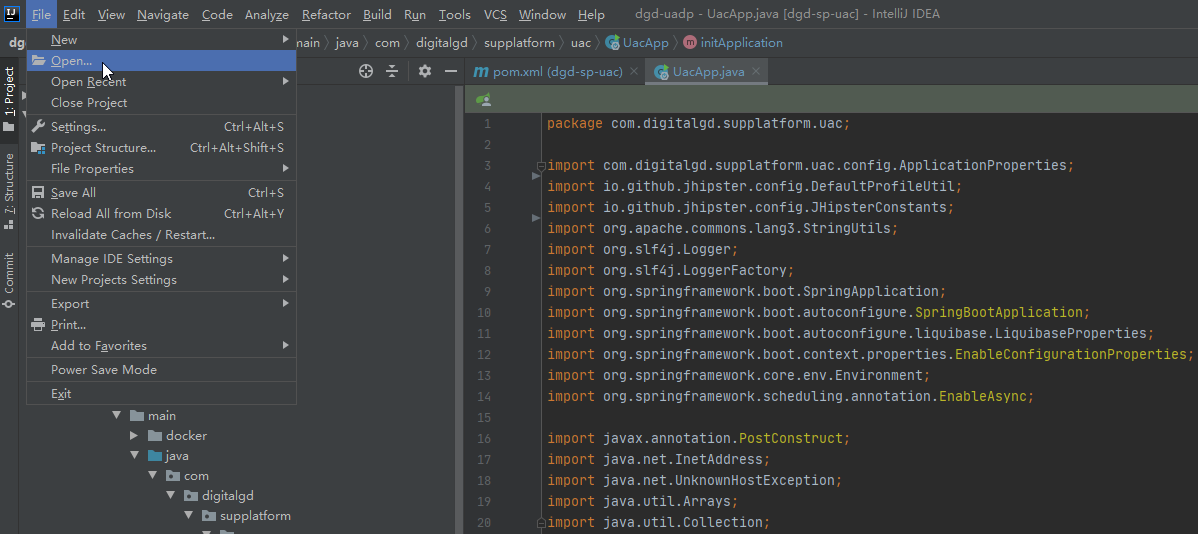 File Edit View Navigate Code Analyze Refactor Build Run Tools VCS Window Help dgd-uadp - UacApp.java [dgd-sp-uac] - IntelliJ IDEA
main java com digitalgd supplatform uac UacApp initApplication
New
Open...
Open Recent
Close Project
Settings... Ctrl+Alt+S
Project Structure... Ctrl+Alt+Shift+S
File Properties
Save All Ctrl+S
Reload All from Disk Ctrl+Alt+Y
Invalidate Caches / Restart...
Manage IDE Settings
New Projects Settings
Export
Print...
Add to Favorites
Power Save Mode
Exit
1: Project
7: Structure
Commit
main
docker
java
com
digitalgd
supplatform
pom.xml (dgd-sp-uac) UacApp.java
1 package com.digitalgd.supplatform.uac;
2
3 import com.digitalgd.supplatform.uac.config.ApplicationProperties;
4 import io.github.jhipster.config.DefaultProfileUtil;
5 import io.github.jhipster.config.JHipsterConstants;
6 import org.apache.commons.lang3.StringUtils;
7 import org.slf4j.Logger;
8 import org.slf4j.LoggerFactory;
9 import org.springframework.boot.SpringApplication;
10 import org.springframework.boot.autoconfigure.SpringBootApplication;
11 import org.springframework.boot.autoconfigure.liquibase.LiquibaseProperties;
12 import org.springframework.boot.context.properties.EnableConfigurationProperties;
13 import org.springframework.core.env.Environment;
14 import org.springframework.scheduling.annotation.EnableAsync;
15
16 import javax.annotation.PostConstruct;
17 import java.net.InetAddress;
18 import java.net.UnknownHostException;
19 import java.util.Arrays;
20 import java.util.Collection;